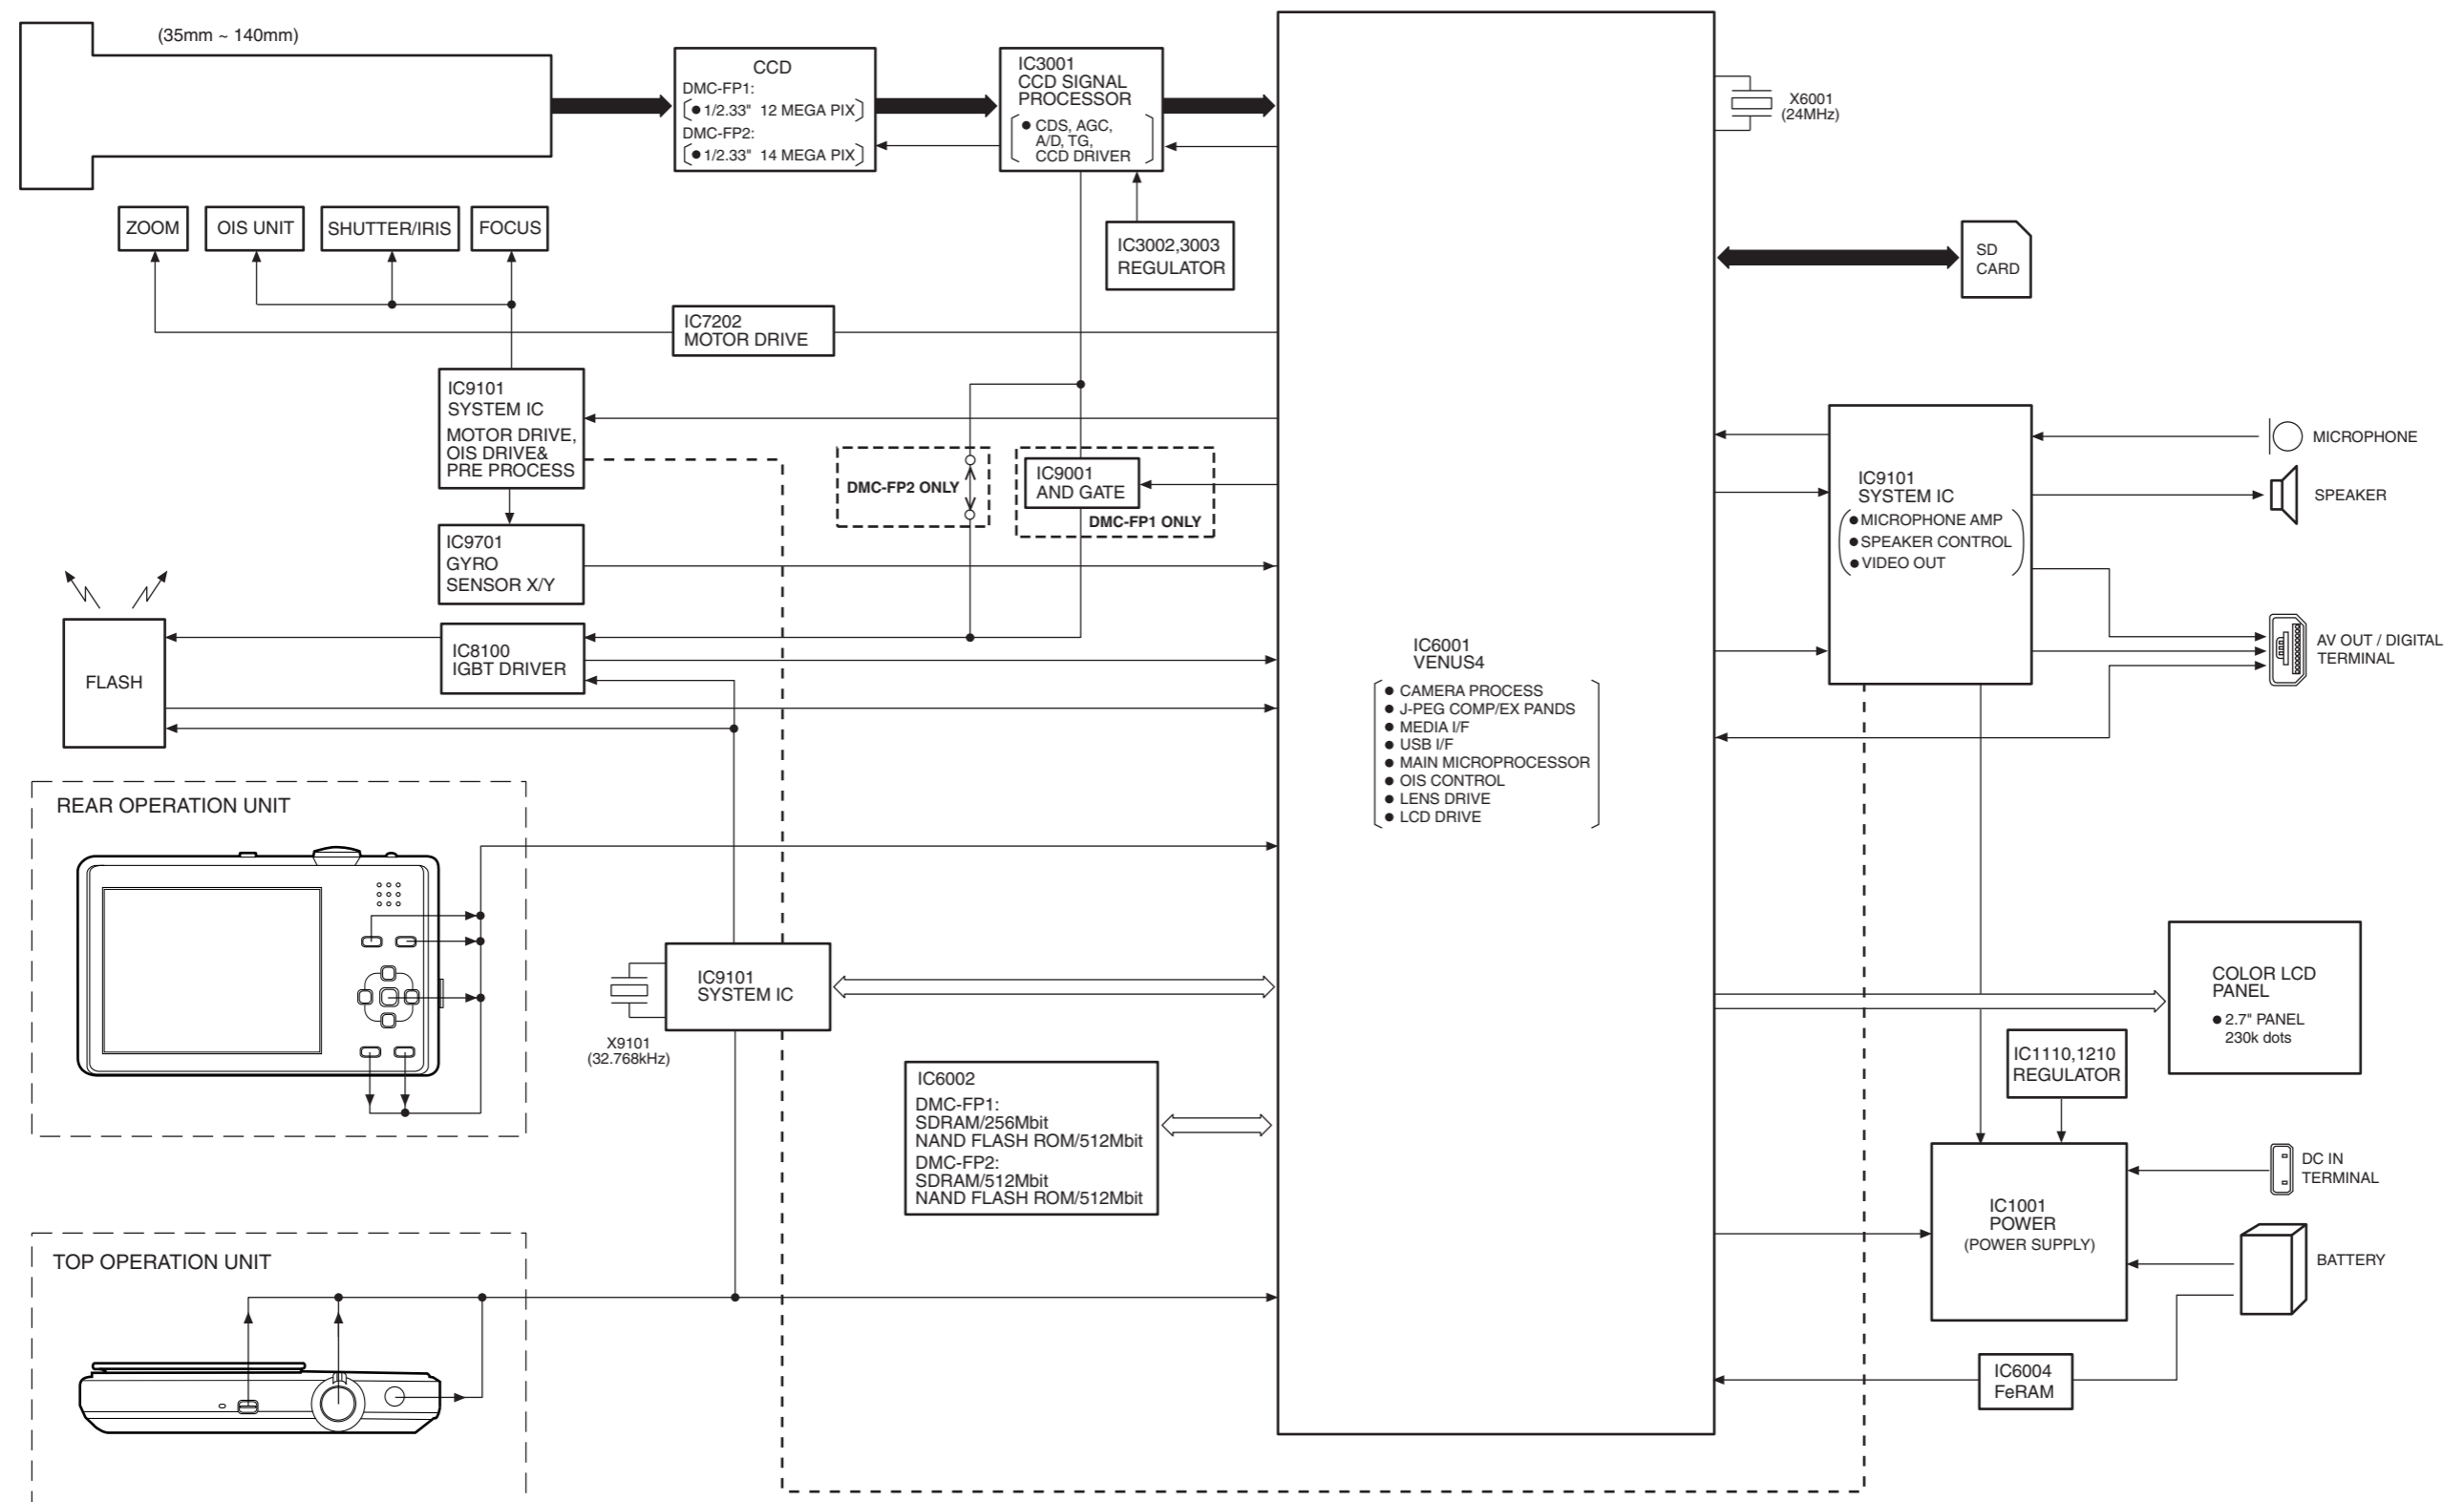 (35mm ~ 140mm)
CCD
DMC-FP1:
● 1/2.33" 12 MEGA PIX
DMC-FP2:
● 1/2.33" 14 MEGA PIX
IC3001
CCD SIGNAL
PROCESSOR
● CDS, AGC,
A/D, TG,
CCD DRIVER
X6001
(24MHz)
ZOOM
OIS UNIT
SHUTTER/IRIS
FOCUS
IC3002,3003
REGULATOR
SD
CARD
IC7202
MOTOR DRIVE
IC9101
SYSTEM IC
MOTOR DRIVE,
OIS DRIVE&
PRE PROCESS
DMC-FP2 ONLY
IC9001
AND GATE
DMC-FP1 ONLY
IC9101
SYSTEM IC
● MICROPHONE AMP
● SPEAKER CONTROL
● VIDEO OUT
MICROPHONE
SPEAKER
IC9701
GYRO
SENSOR X/Y
AV OUT / DIGITAL
TERMINAL
FLASH
IC8100
IGBT DRIVER
IC6001
VENUS4
● CAMERA PROCESS
● J-PEG COMP/EX PANDS
● MEDIA I/F
● USB I/F
● MAIN MICROPROCESSOR
● OIS CONTROL
● LENS DRIVE
● LCD DRIVE
REAR OPERATION UNIT
IC9101
SYSTEM IC
X9101
(32.768kHz)
COLOR LCD
PANEL
● 2.7" PANEL
230k dots
IC1110,1210
REGULATOR
IC6002
DMC-FP1:
SDRAM/256Mbit
NAND FLASH ROM/512Mbit
DMC-FP2:
SDRAM/512Mbit
NAND FLASH ROM/512Mbit
DC IN
TERMINAL
IC1001
POWER
(POWER SUPPLY)
BATTERY
TOP OPERATION UNIT
IC6004
FeRAM